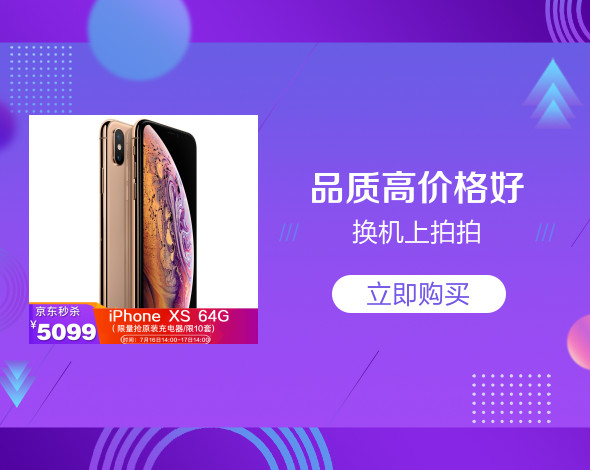 品质高价格好
换机上拍拍
立即购买
京东秒杀
¥5099
iPhone XS 64G
(限量抢原装充电器/限10套)
时间:7月16日14:00-17日14:00